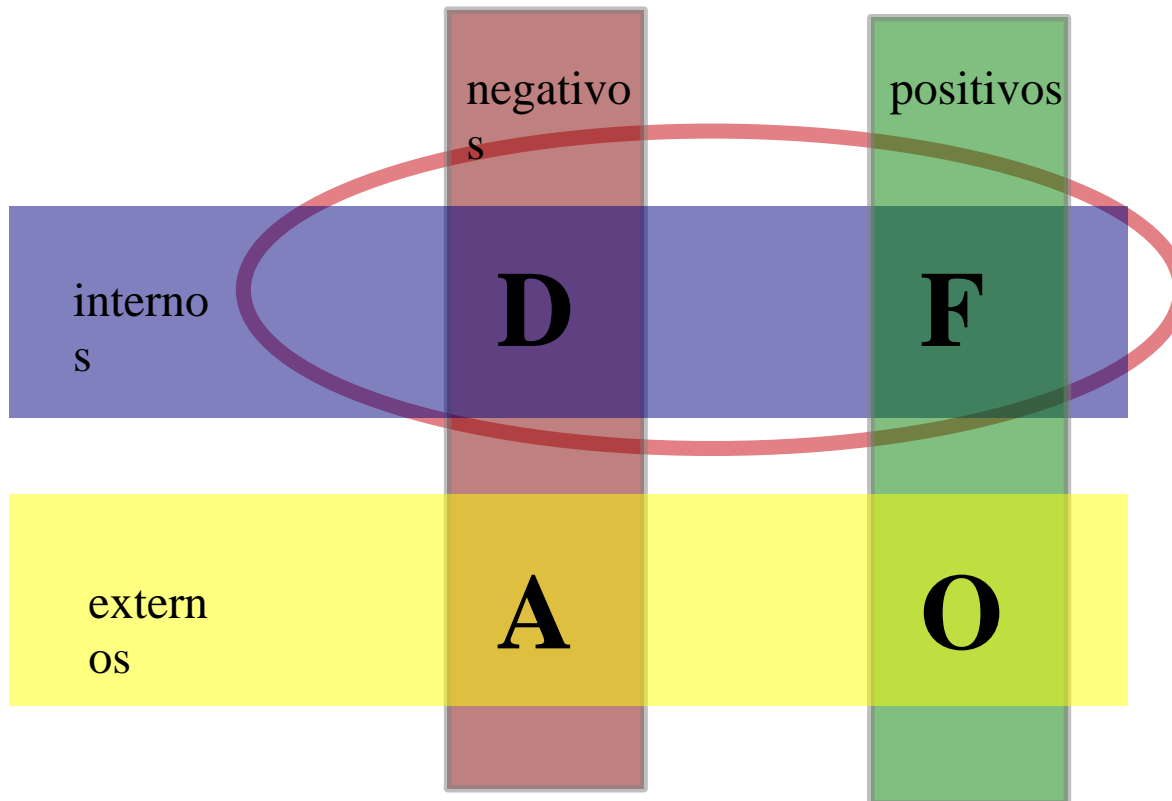 negativo
s
positivos
interno
s
D
F
extern
os
A
O